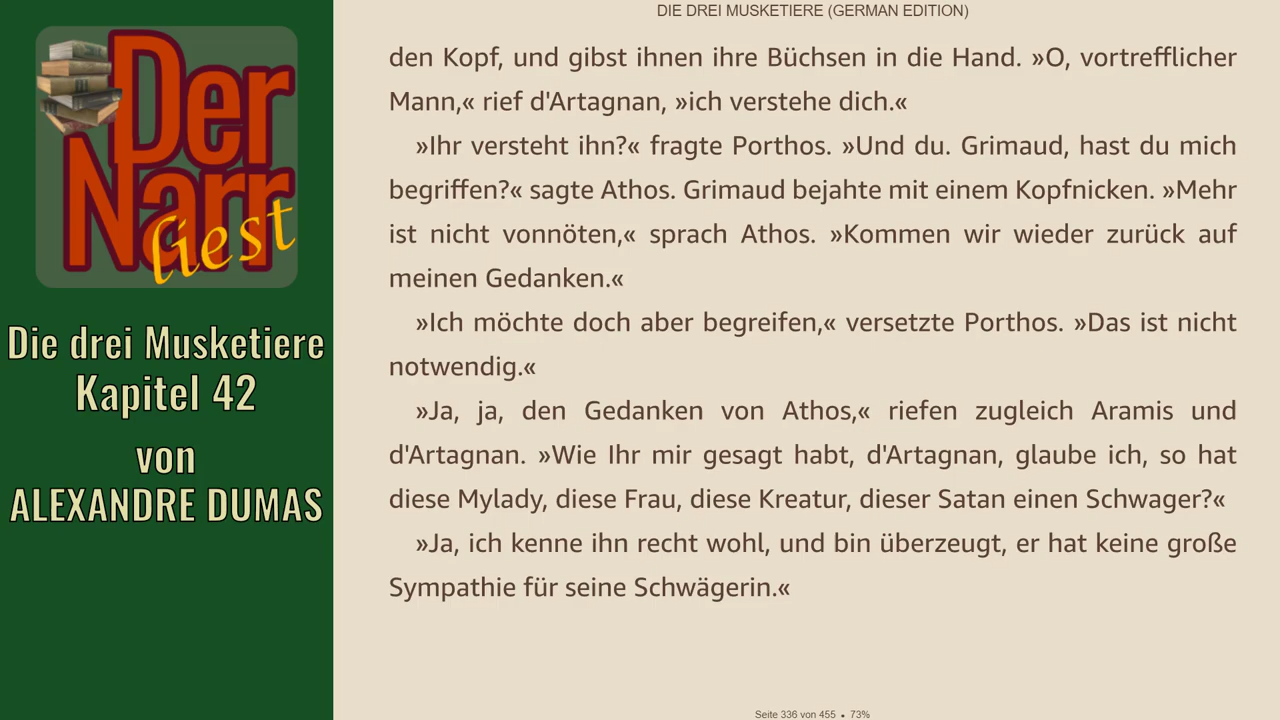 Der
Narr
liest
Die drei Musketiere
Kapitel 42
von
ALEXANDRE DUMAS
DIE DREI MUSKETIERE (GERMAN EDITION)
den Kopf, und gibst ihnen ihre Büchsen in die Hand. »O, vortrefflicher
Mann,« rief d'Artagnan, »ich verstehe dich.«
»Ihr versteht ihn?« fragte Porthos. »Und du. Grimaud, hast du mich
begriffen?« sagte Athos. Grimaud bejahte mit einem Kopfnicken. »Mehr
ist nicht vonnöten,« sprach Athos. »Kommen wir wieder zurück auf
meinen Gedanken.«
»Ich möchte doch aber begreifen,« versetzte Porthos. »Das ist nicht
notwendig.«
»Ja, ja, den Gedanken von Athos,« riefen zugleich Aramis und
d'Artagnan. »Wie Ihr mir gesagt habt, d'Artagnan, glaube ich, so hat
diese Mylady, diese Frau, diese Kreatur, dieser Satan einen Schwager?«
»Ja, ich kenne ihn recht wohl, und bin überzeugt, er hat keine große
Sympathie für seine Schwägerin.«
Seite 336 von 455 • 73%